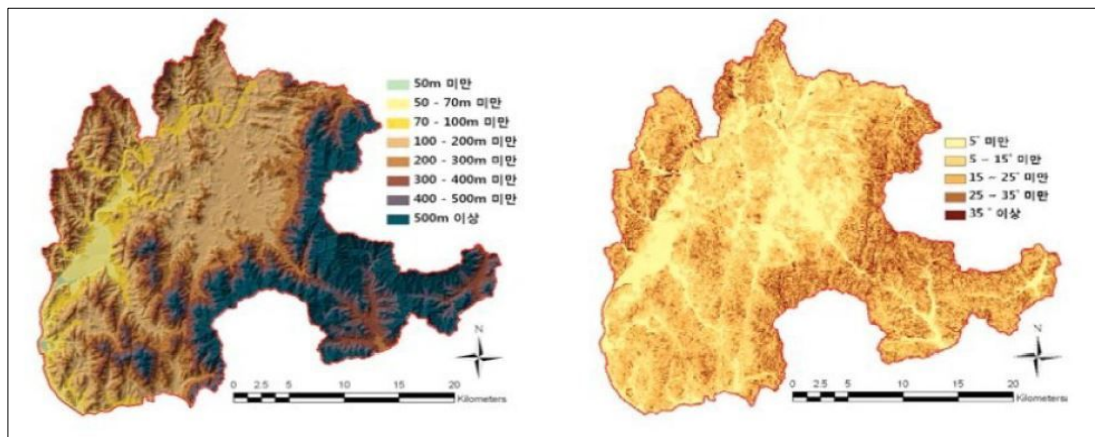 50m 미만
50 - 70m 미만
70 - 100m 미만
100 - 200m 미만
200 - 300m 미만
300 - 400m 미만
400 - 500m 미만
500m 이상
N
0 2.5 5 10 15 20
Kilometers
5° 미만
5 ~ 15° 미만
15 ~ 25° 미만
25 ~ 35° 미만
35° 이상
N
0 2.5 5 10 15 20
Kilometers